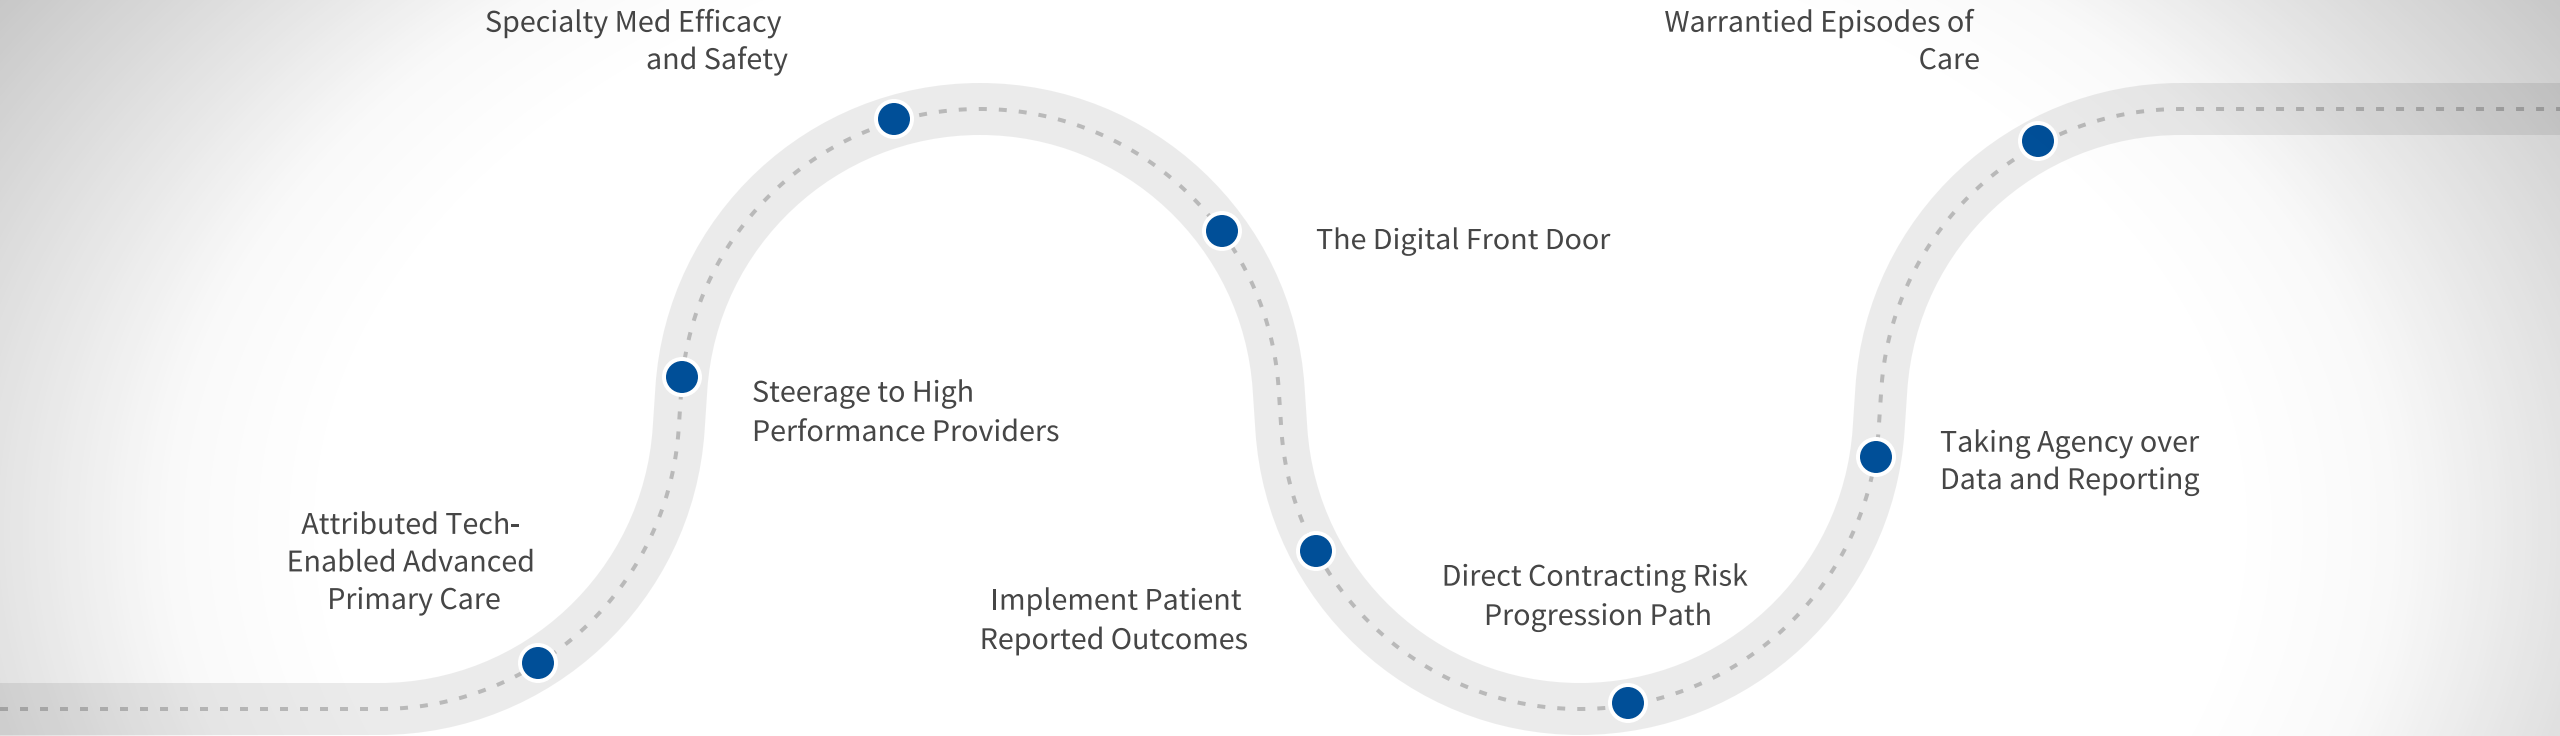 Specialty Med Efficacy
and Safety
Warrantied Episodes of
Care
The Digital Front Door
Steerage to High
Performance Providers
Taking Agency over
Data and Reporting
Attributed Tech-
Enabled Advanced
Primary Care
Implement Patient
Reported Outcomes
Direct Contracting Risk
Progression Path